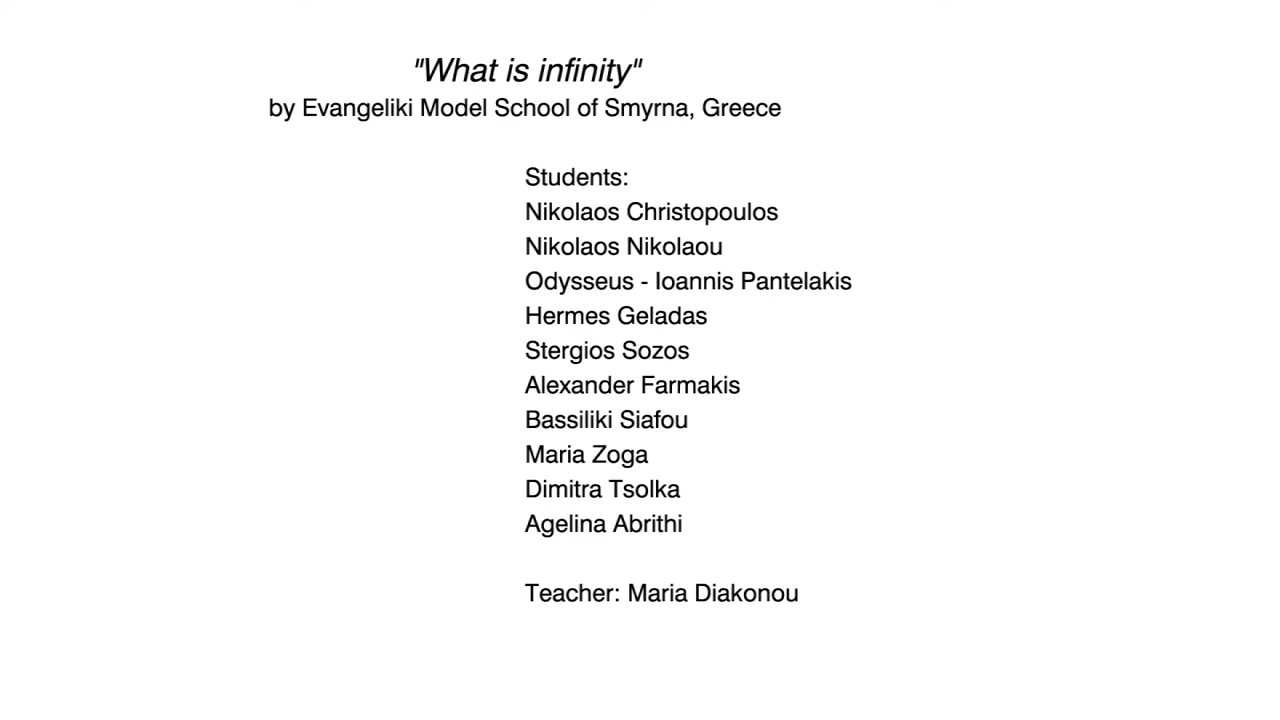 "What is infinity"
by Evangeliki Model School of Smyrna, Greece
Students:
Nikolaos Christopoulos
Nikolaos Nikolaou
Odysseus - Ioannis Pantelakis
Hermes Geladas
Stergios Sozos
Alexander Farmakis
Bassiliki Siafou
Maria Zoga
Dimitra Tsolka
Agelina Abrithi
Teacher: Maria Diakonou